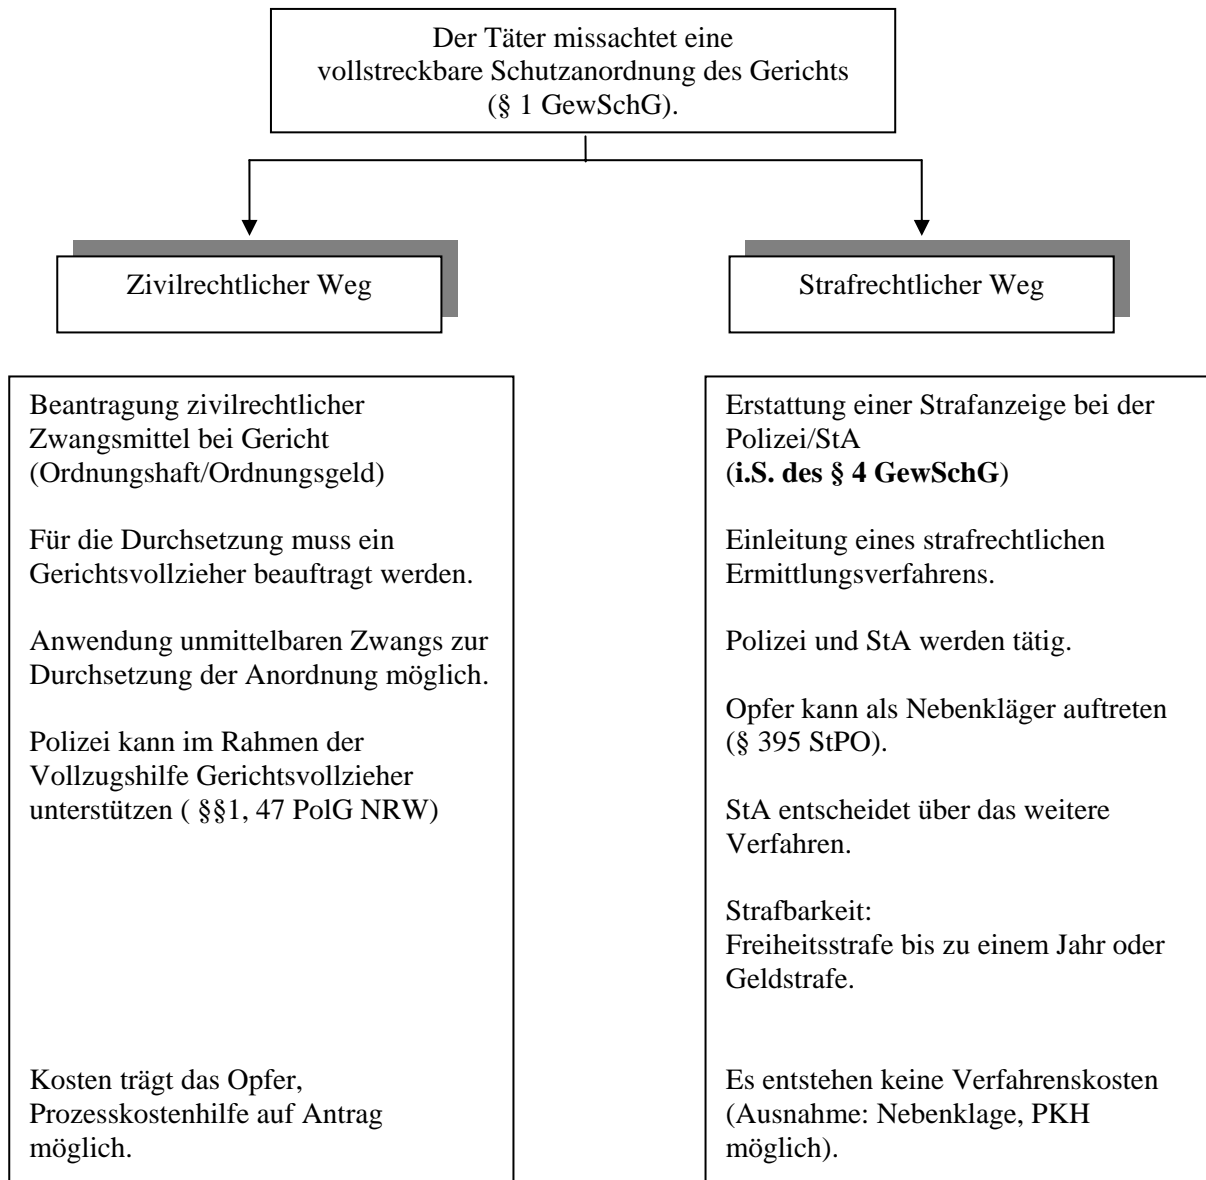 Der Täter missachtet eine
vollstreckbare Schutzanordnung des Gerichts
(§ 1 GewSchG).
Zivilrechtlicher Weg
Strafrechtlicher Weg
Beantragung zivilrechtlicher
Zwangsmittel bei Gericht
(Ordnungshaft/Ordnungsgeld)
Für die Durchsetzung muss ein
Gerichtsvollzieher beauftragt werden.
Anwendung unmittelbaren Zwangs zur
Durchsetzung der Anordnung möglich.
Polizei kann im Rahmen der
Vollzugshilfe Gerichtsvollzieher
unterstützen ( §§1, 47 PolG NRW)
Kosten trägt das Opfer,
Prozesskostenhilfe auf Antrag
möglich.
Erstattung einer Strafanzeige bei der
Polizei/StA
(i.S. des § 4 GewSchG)
Einleitung eines strafrechtlichen
Ermittlungsverfahrens.
Polizei und StA werden tätig.
Opfer kann als Nebenkläger auftreten
(§ 395 StPO).
StA entscheidet über das weitere
Verfahren.
Strafbarkeit:
Freiheitsstrafe bis zu einem Jahr oder
Geldstrafe.
Es entstehen keine Verfahrenskosten
(Ausnahme: Nebenklage, PKH
möglich).